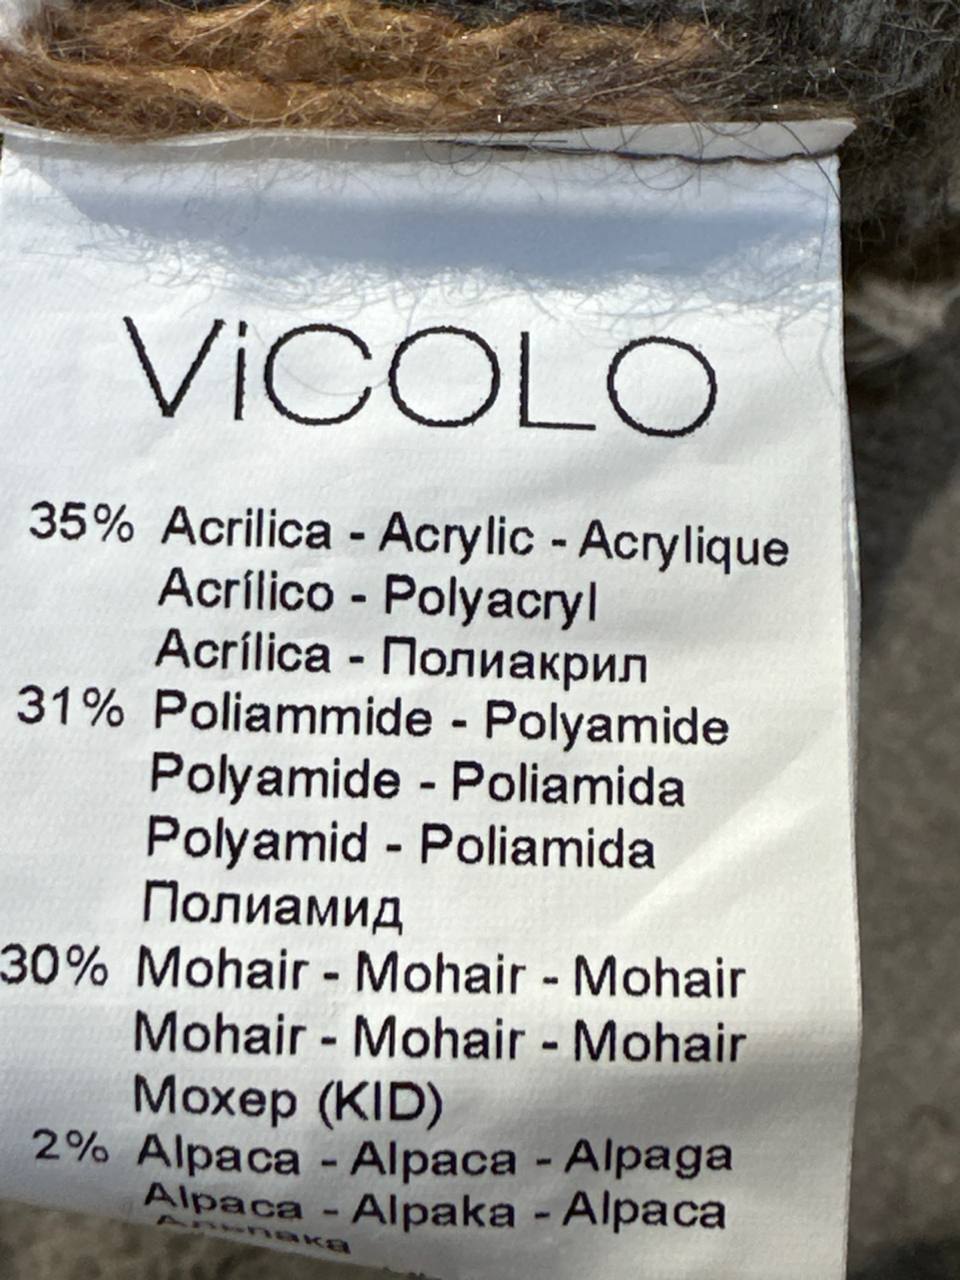 ViCOLO
35% Acrilica - Acrylic - Acrylique
Acrílico - Polyacryl
Acrílica - Полиакрил
31% Poliammide - Polyamide
Polyamide - Poliamida
Polyamid - Poliamida
Полиамид
30% Mohair - Mohair - Mohair
Mohair - Mohair - Mohair
Мохер (KID)
2% Alpaca - Alpaca - Alpaga
Alpaca - Alpaka - Alpaca
Альпака